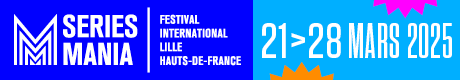 SERIES
MANIA
FESTIVAL
INTERNATIONAL
LILLE
HAUTS-DE-FRANCE
21>28 MARS 2025